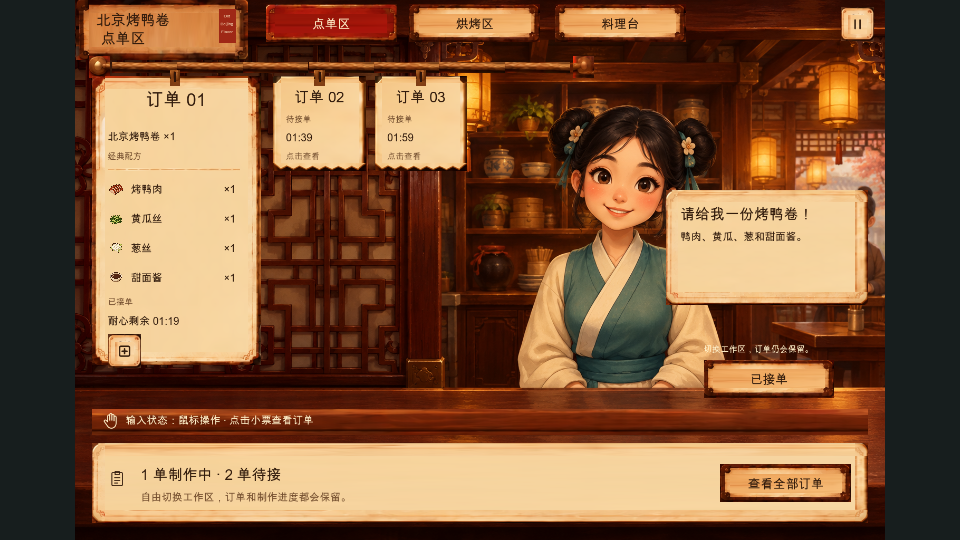 北京烤鸭卷
点单区
点单区
烘烤区
料理台
订单 01
北京烤鸭卷 ×1
经典配方
烤鸭肉 ×1
黄瓜丝 ×1
葱丝 ×1
甜面酱 ×1
已接单
耐心剩余 01:19
订单 02
待接单
01:39
点击查看
订单 03
待接单
01:59
点击查看
请给我一份烤鸭卷！
鸭肉、黄瓜、葱和甜面酱。
切换工作区，订单仍会保留。
已接单
输入状态：鼠标操作 · 点击小票查看订单
1 单制作中 · 2 单待接
自由切换工作区，订单和制作进度都会保留。
查看全部订单